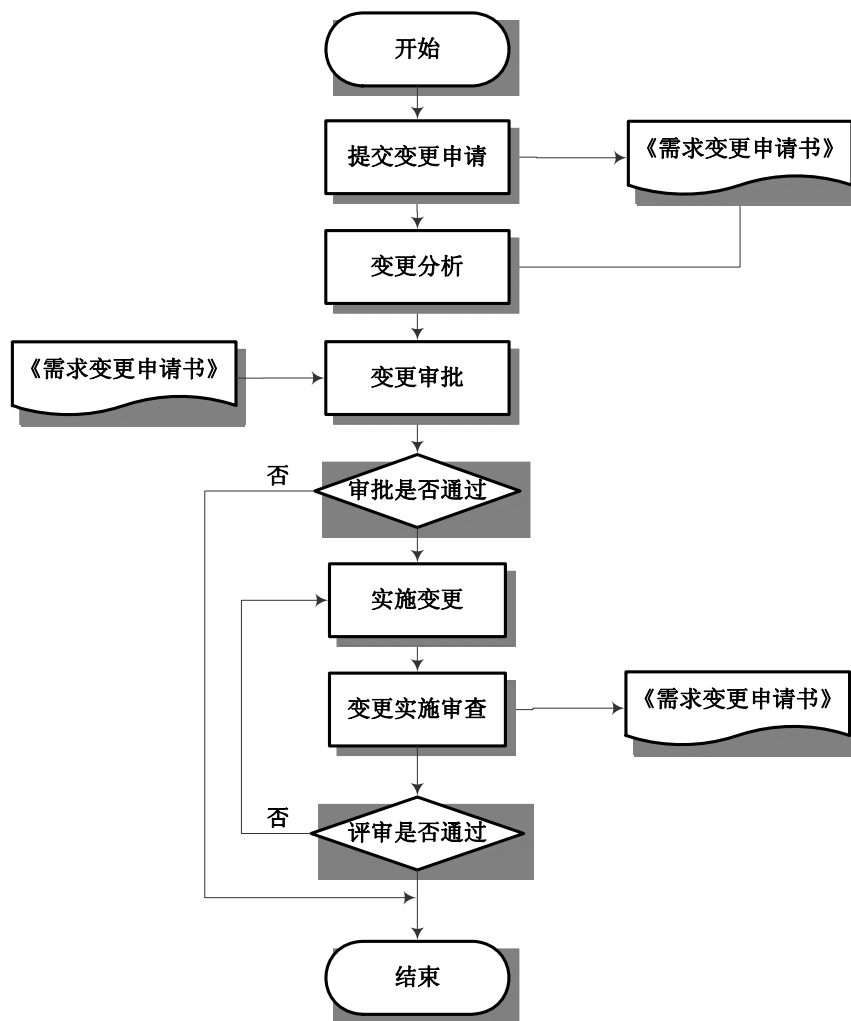 开始
提交变更申请
《需求变更申请书》
变更分析
《需求变更申请书》
变更审批
否
审批是否通过
实施变更
变更实施审查
《需求变更申请书》
否
评审是否通过
结束